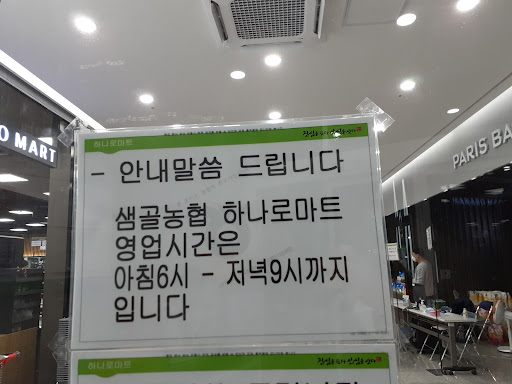 O MART
PARIS BA
하나로마트
- 안내말씀 드립니다
샘골농협 하나로마트
영업시간은
아침6시 - 저녁9시까지
입니다
하나로마트